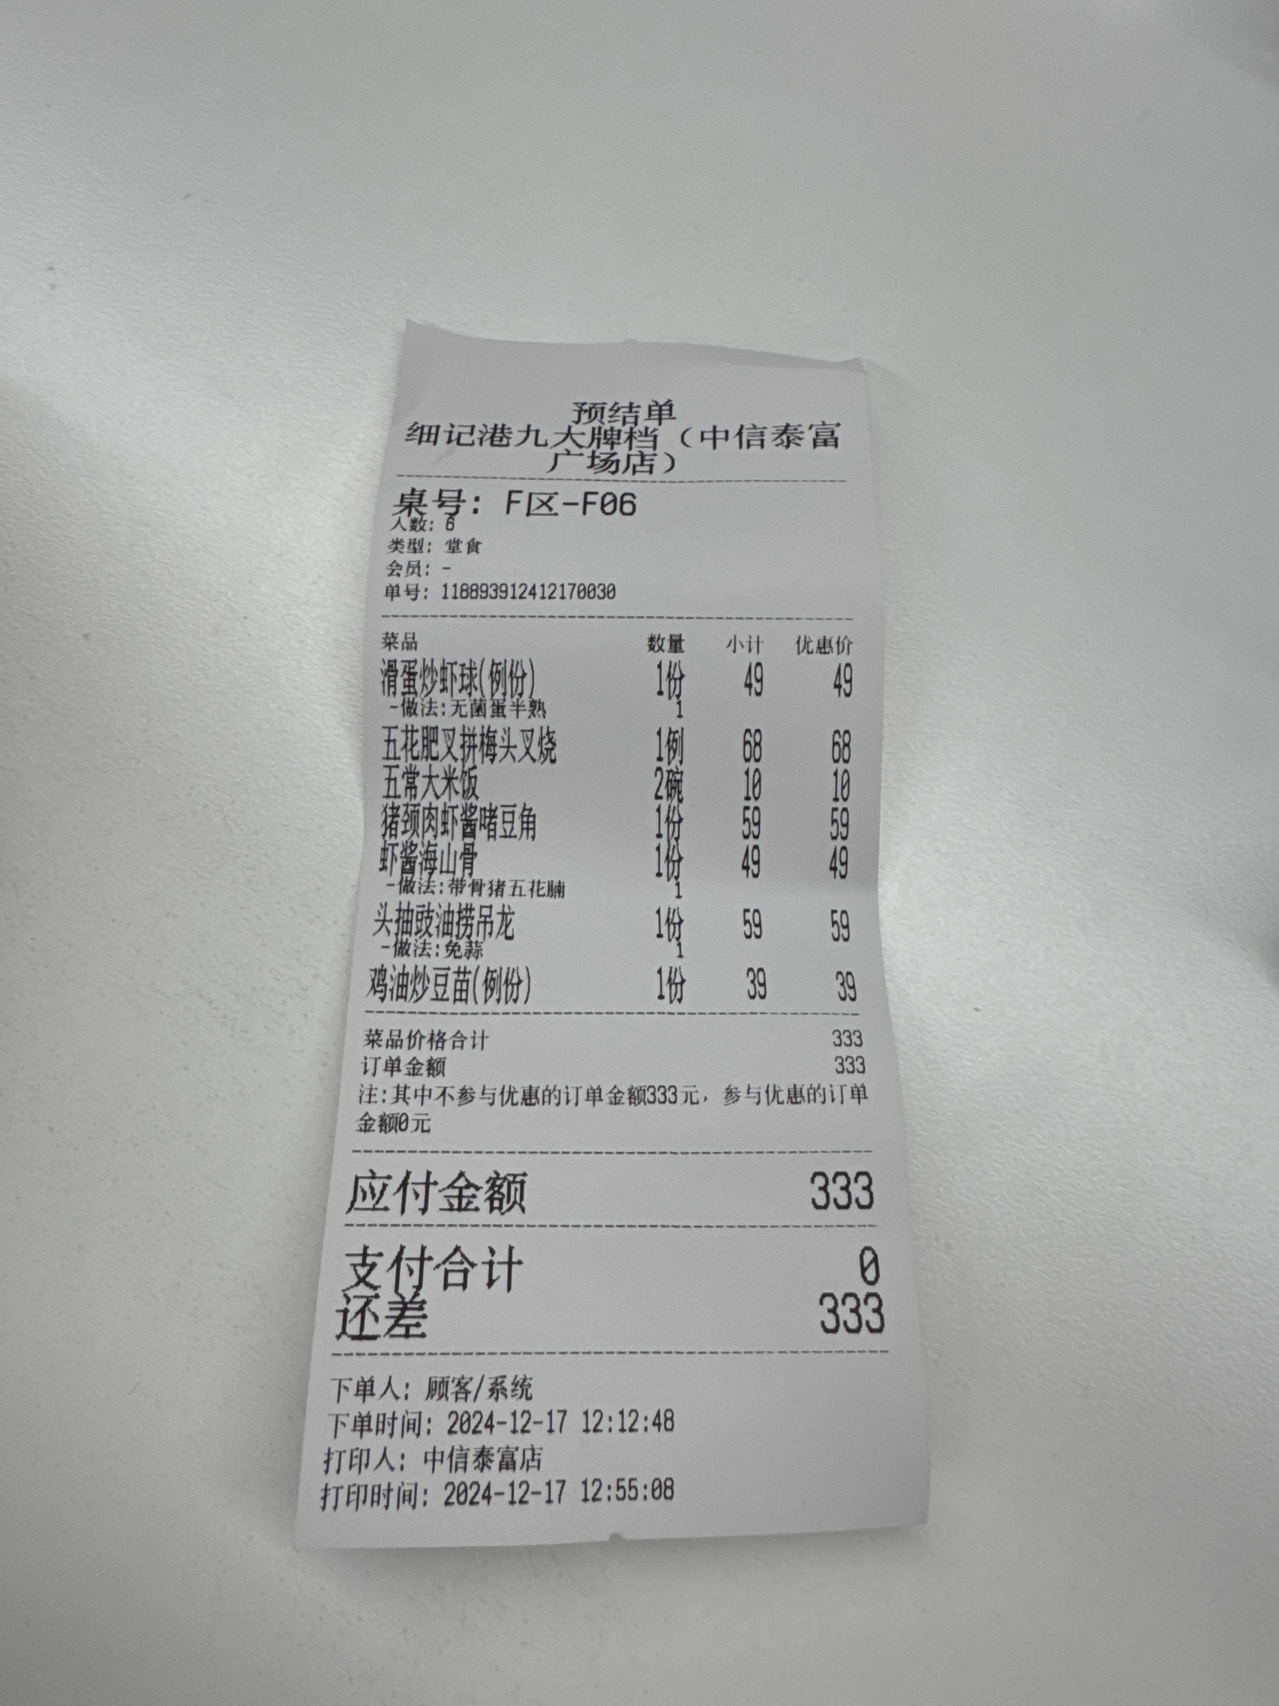 预结单
细记港九大牌档（中信泰富
广场店）
桌号: F区-F06
人数: 6
类型: 堂食
会员: -
单号: 118893912412170030
菜品 数量 小计 优惠价
滑蛋炒虾球(例份) 1份 49 49
-做法:无菌蛋半熟 1
五花肥叉拼梅头叉烧 1例 68 68
五常大米饭 2碗 10 10
猪颈肉虾酱啫豆角 1份 59 59
虾酱海山骨 1份 49 49
-做法:带骨猪五花腩 1
头抽豉油捞吊龙 1份 59 59
-做法:免蒜 1
鸡油炒豆苗(例份) 1份 39 39
菜品价格合计 333
订单金额 333
注:其中不参与优惠的订单金额333元，参与优惠的订单
金额0元
应付金额 333
支付合计 0
还差 333
下单人: 顾客/系统
下单时间: 2024-12-17 12:12:48
打印人: 中信泰富店
打印时间: 2024-12-17 12:55:08